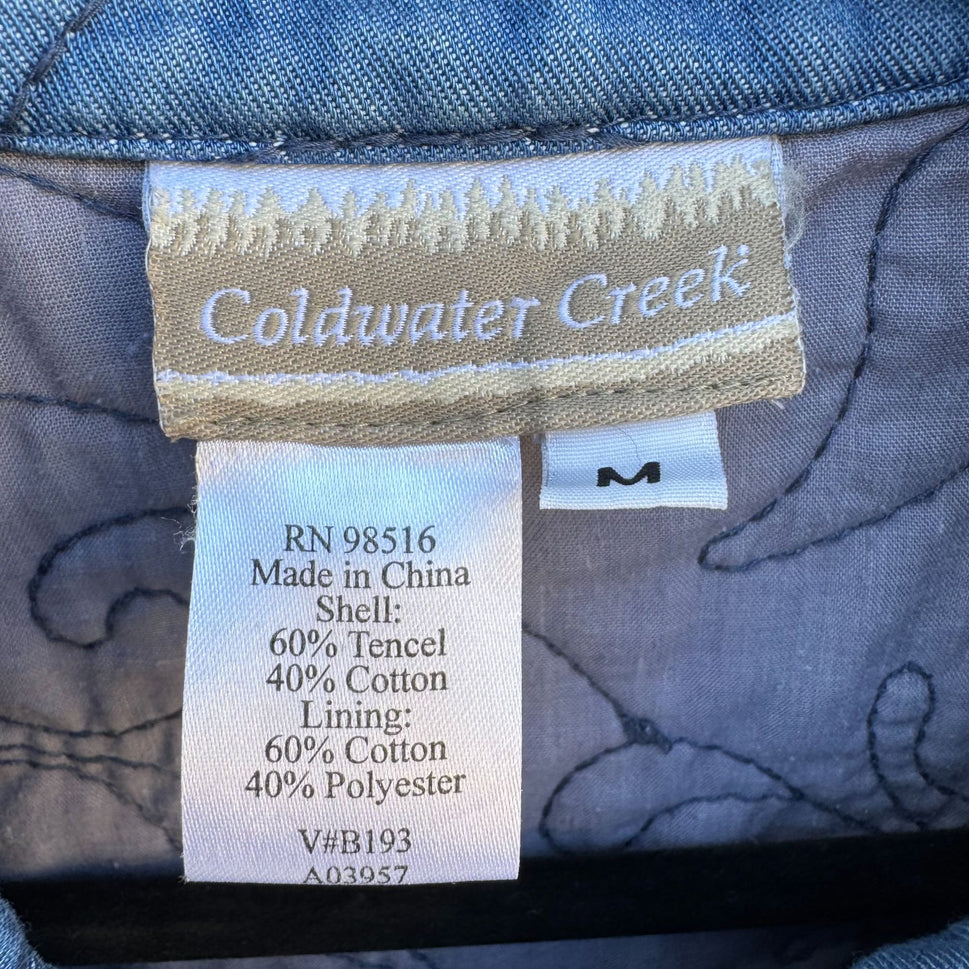 Coldwater Creek
M
RN 98516
Made in China
Shell:
60% Tencel
40% Cotton
Lining:
60% Cotton
40% Polyester
V#B193
A03957